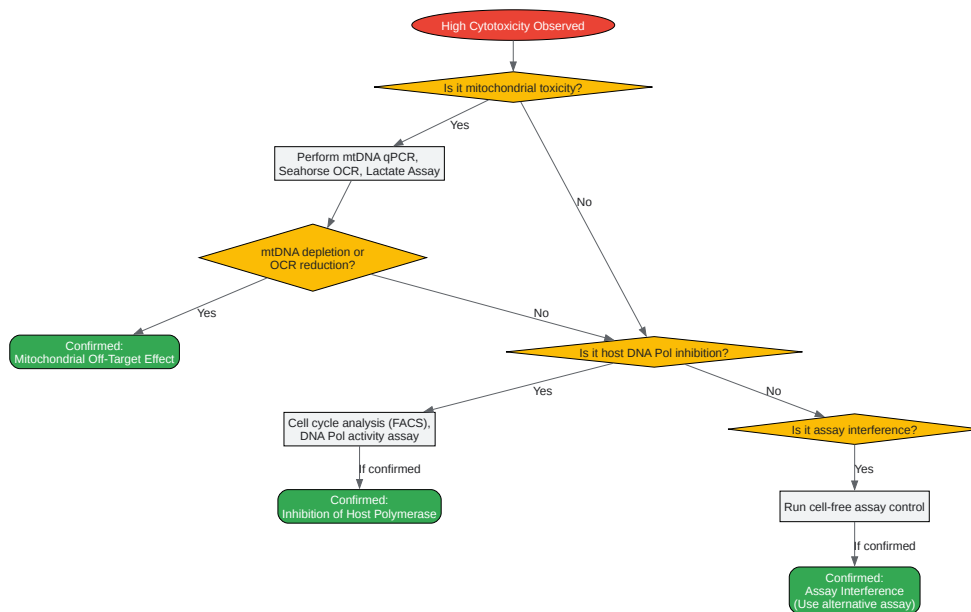 High Cytotoxicity Observed
Is it mitochondrial toxicity?
Yes
Perform mtDNA qPCR,
Seahorse OCR, Lactate Assay
No
mtDNA depletion or
OCR reduction?
Yes
No
Confirmed:
Mitochondrial Off-Target Effect
Is it host DNA Pol inhibition?
Yes
No
Cell cycle analysis (FACS),
DNA Pol activity assay
Is it assay interference?
If confirmed
Yes
Confirmed:
Inhibition of Host Polymerase
Run cell-free assay control
If confirmed
Confirmed:
Assay Interference
(Use alternative assay)